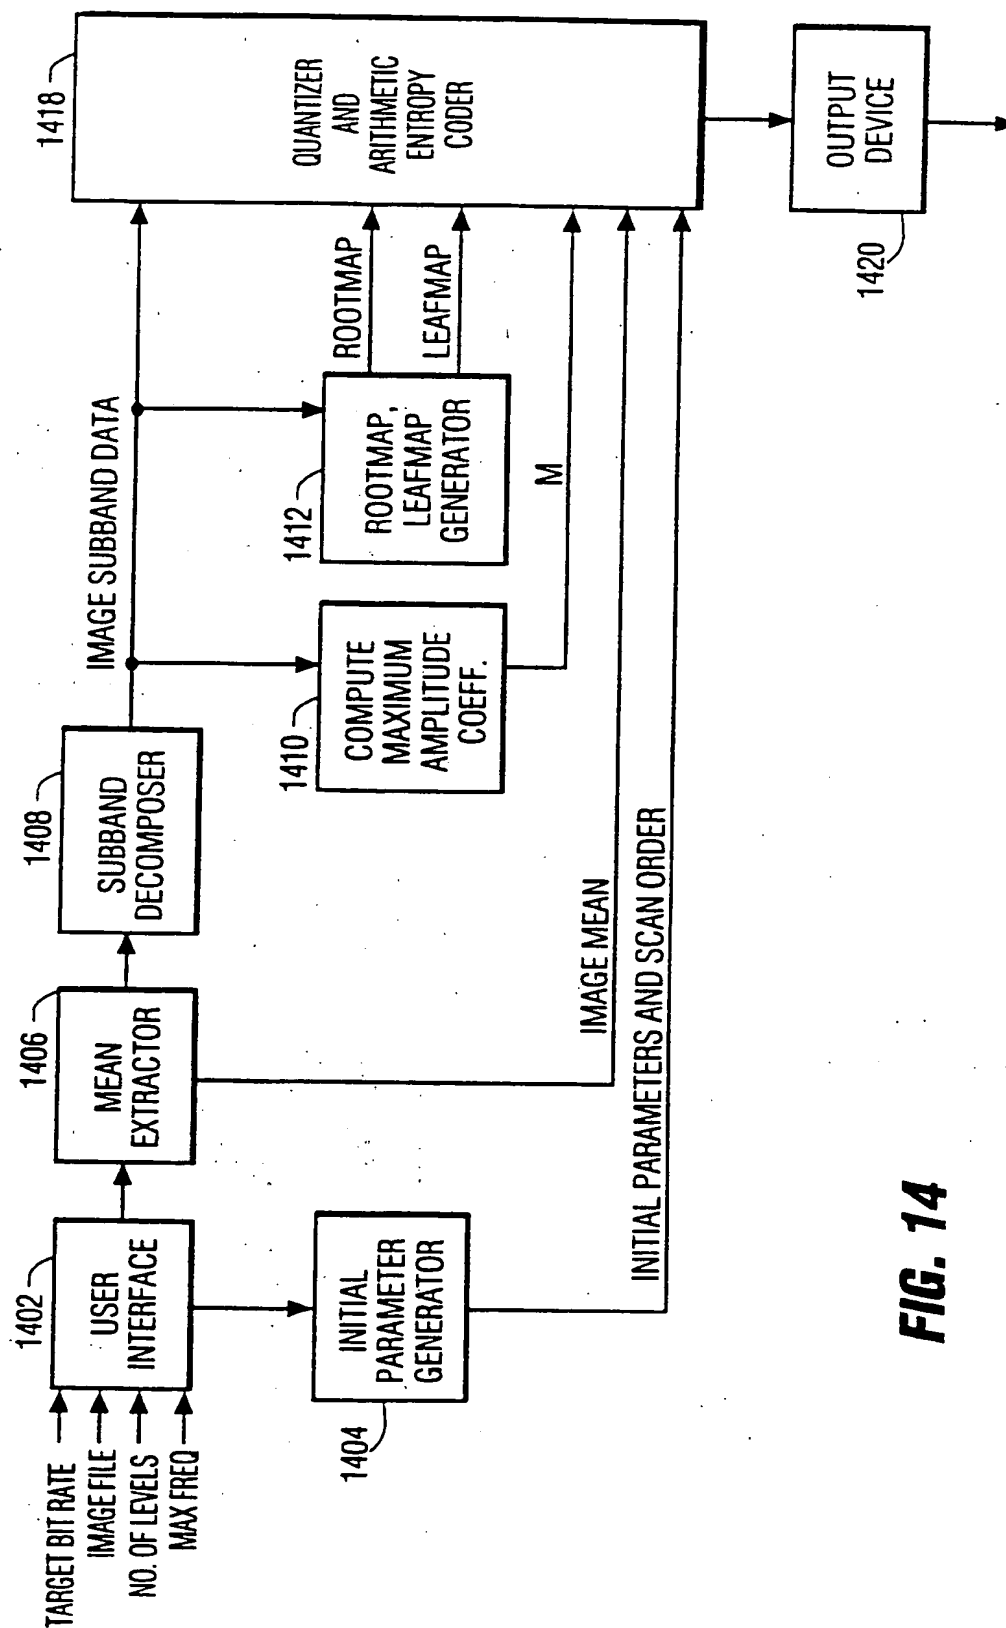 TARGET BIT RATE
IMAGE FILE
NO. OF LEVELS
MAX FREQ
1402
USER
INTERFACE
1404
INITIAL
PARAMETER
GENERATOR
1406
MEAN
EXTRACTOR
1408
SUBBAND
DECOMPOSER
IMAGE SUBBAND DATA
1410
COMPUTE
MAXIMUM
AMPLITUDE
COEFF.
1412
ROOTMAP,
LEAFMAP
GENERATOR
ROOTMAP
LEAFMAP
M
IMAGE MEAN
INITIAL PARAMETERS AND SCAN ORDER
1418
QUANTIZER
AND
ARITHMETIC
ENTROPY
CODER
OUTPUT
DEVICE
1420
FIG. 14